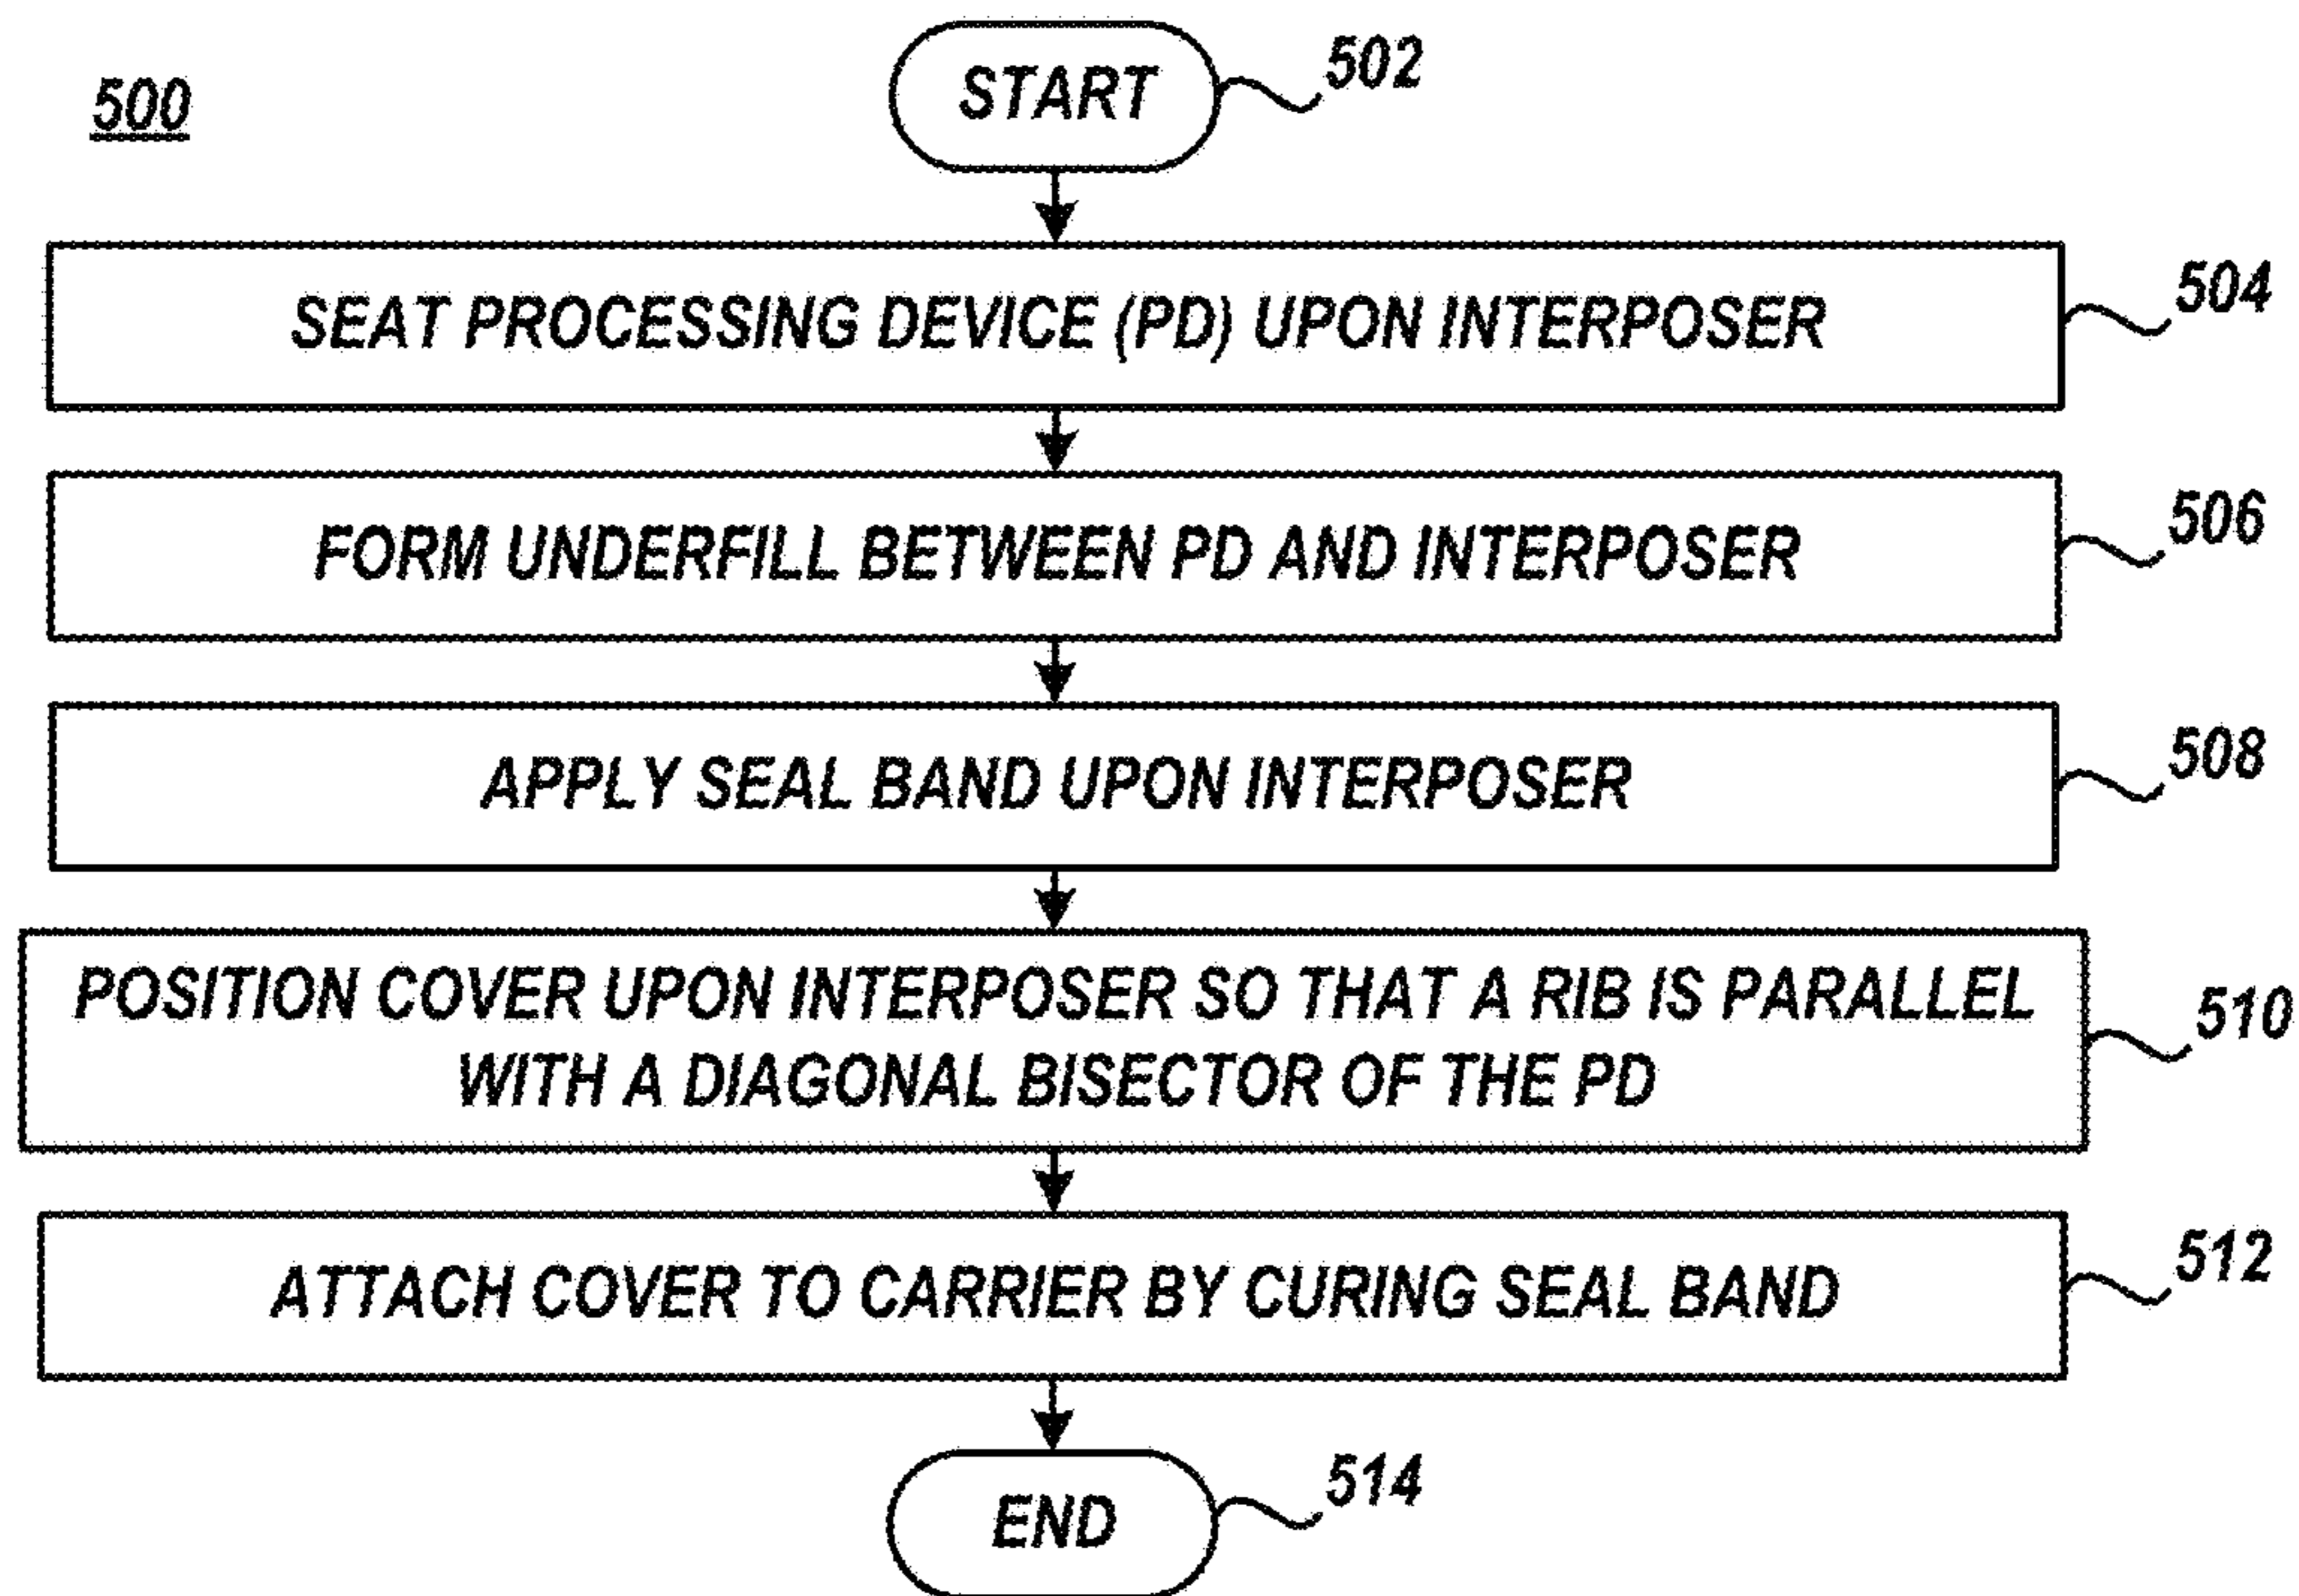 500
START
502
SEAT PROCESSING DEVICE (PD) UPON INTERPOSER
504
FORM UNDERFILL BETWEEN PD AND INTERPOSER
506
APPLY SEAL BAND UPON INTERPOSER
508
POSITION COVER UPON INTERPOSER SO THAT A RIB IS PARALLEL
WITH A DIAGONAL BISECTOR OF THE PD
510
ATTACH COVER TO CARRIER BY CURING SEAL BAND
512
END
514